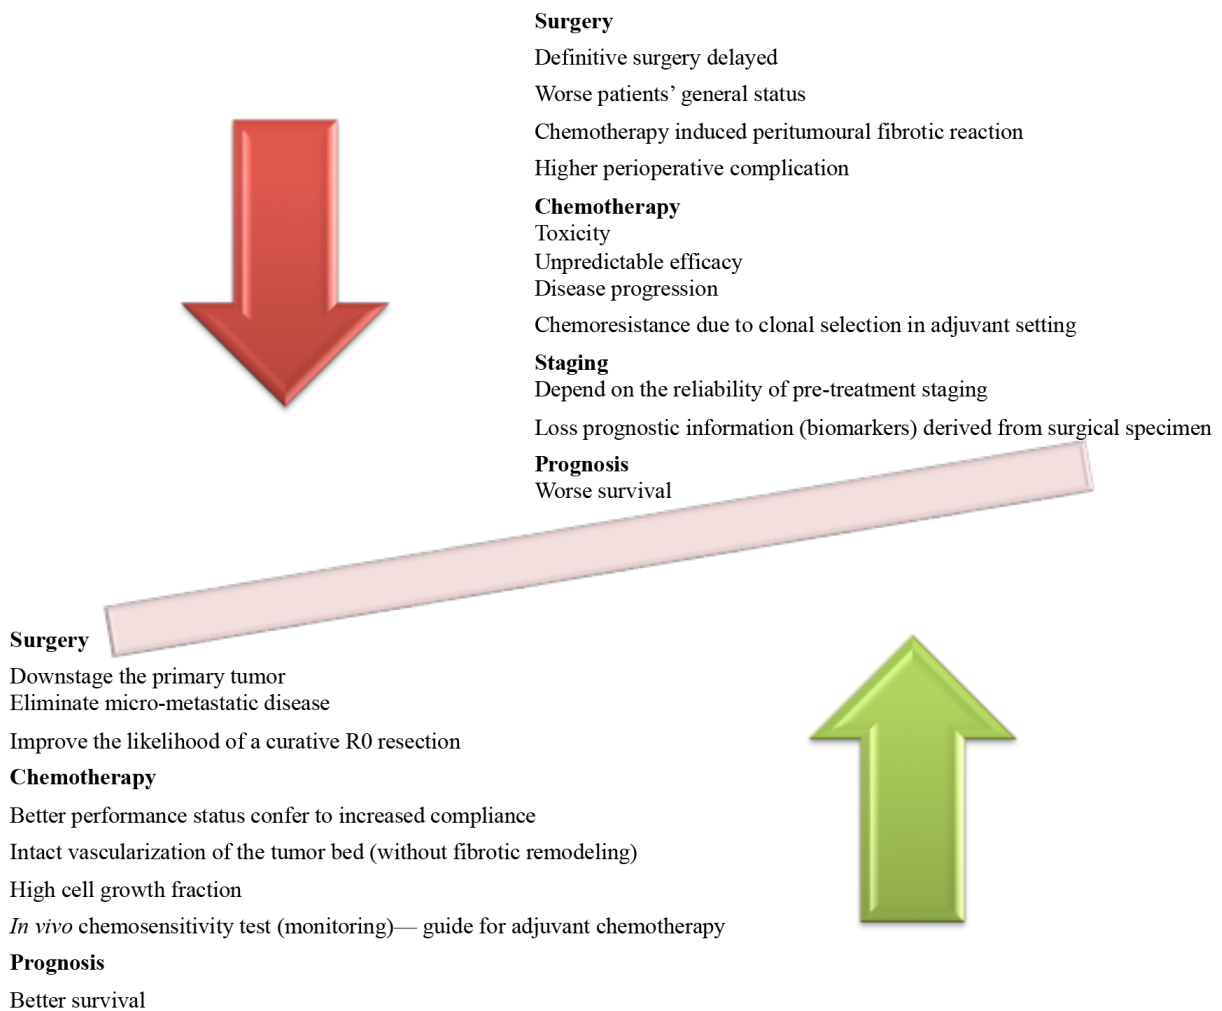 Surgery
Definitive surgery delayed
Worse patients’ general status
Chemotherapy induced peritumoural fibrotic reaction
Higher perioperative complication
Chemotherapy
Toxicity
Unpredictable efficacy
Disease progression
Chemoresistance due to clonal selection in adjuvant setting
Staging
Depend on the reliability of pre-treatment staging
Loss prognostic information (biomarkers) derived from surgical specimen
Prognosis
Worse survival
Surgery
Downstage the primary tumor
Eliminate micro-metastatic disease
Improve the likelihood of a curative R0 resection
Chemotherapy
Better performance status confer to increased compliance
Intact vascularization of the tumor bed (without fibrotic remodeling)
High cell growth fraction
In vivo chemosensitivity test (monitoring)— guide for adjuvant chemotherapy
Prognosis
Better survival